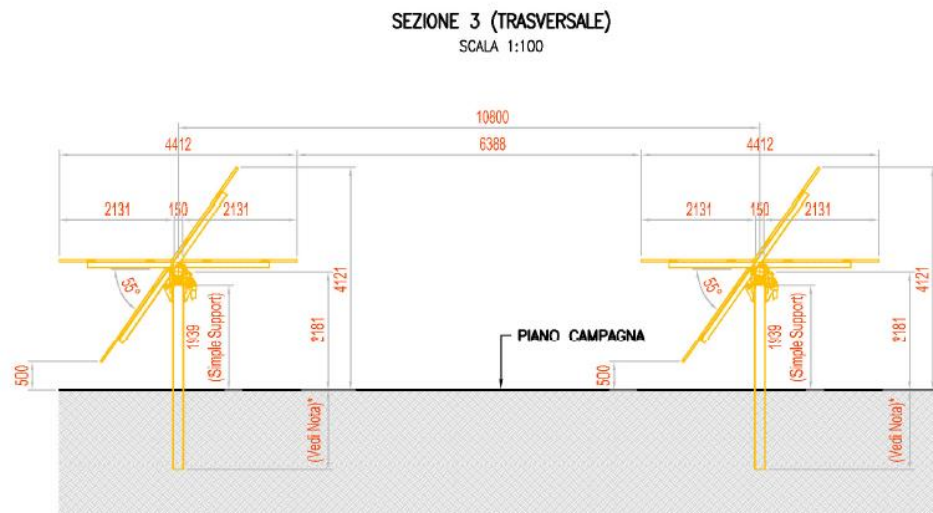 SEZIONE 3 (TRASVERSALE)
SCALA 1:100
10800
4412
6388
4412
2131
150
2131
2131
150
2131
55°
4121
55°
4121
1939
(Simple Support)
2181
1939
(Simple Support)
2181
PIANO CAMPAGNA
500
500
(Vedi Nota)*
(Vedi Nota)*